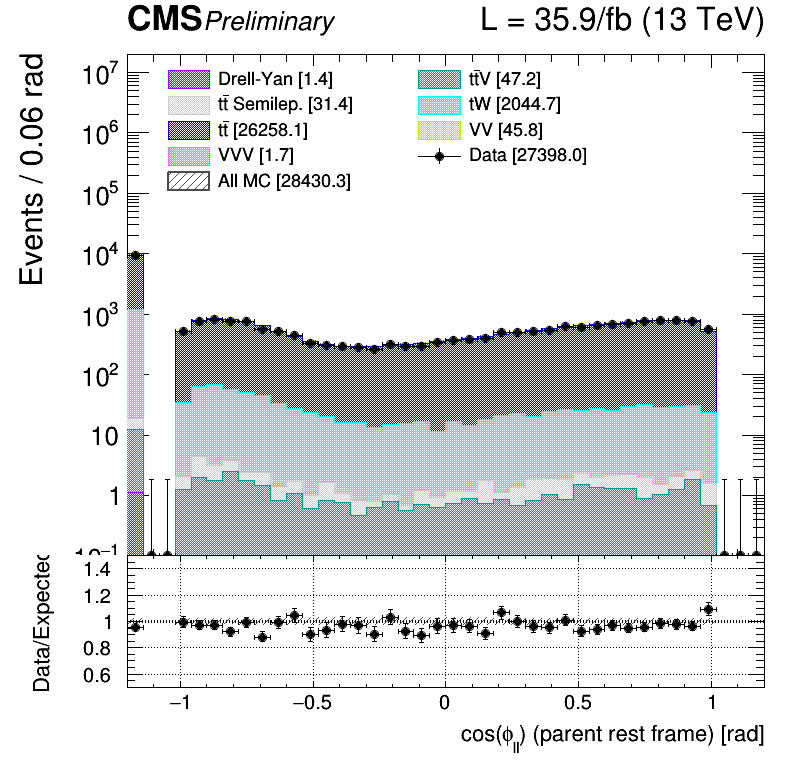 CMS Preliminary L = 35.9/fb (13 TeV)
Events / 0.06 rad
Drell-Yan [1.4]
tt̄ Semilep. [31.4]
tt̄ [26258.1]
VVV [1.7]
All MC [28430.3]
tt̄V [47.2]
tW [2044.7]
VV [45.8]
Data [27398.0]
10⁷
10⁶
10⁵
10⁴
10³
10²
10
1
10⁻¹
Data/Expected
1.4
1.2
1
0.8
0.6
−1 −0.5 0 0.5 1
cos(ϕ_ll) (parent rest frame) [rad]